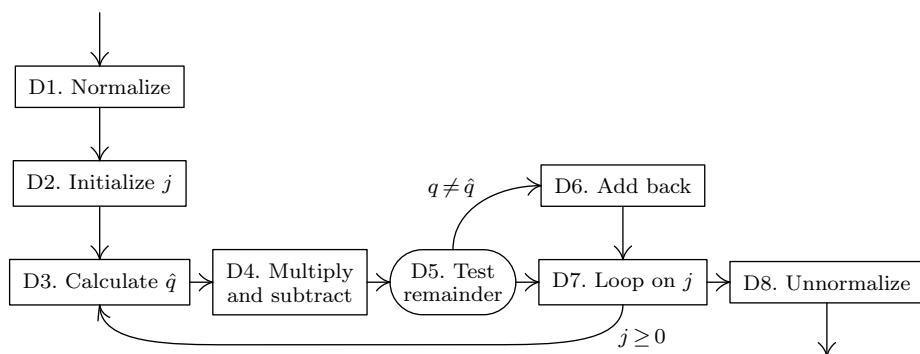 D1. Normalize
D2. Initialize j
q ≠ q̂
D6. Add back
D3. Calculate q̂
D4. Multiply
and subtract
D5. Test
remainder
D7. Loop on j
D8. Unnormalize
j ≥ 0